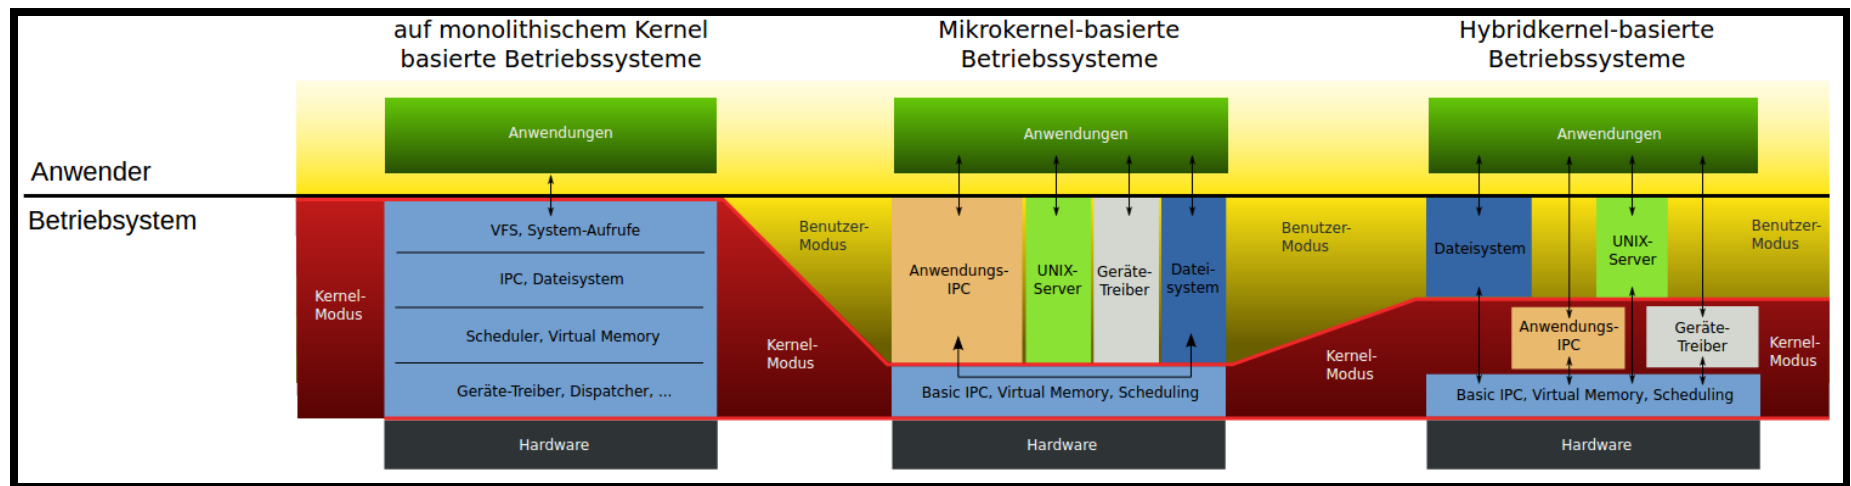 auf monolithischem Kernel
basierte Betriebssysteme
Mikrokernel-basierte
Betriebssysteme
Hybridkernel-basierte
Betriebssysteme
Anwender
Betriebsystem
Anwendungen
VFS, System-Aufrufe
IPC, Dateisystem
Scheduler, Virtual Memory
Geräte-Treiber, Dispatcher, ...
Hardware
Kernel-
Modus
Kernel-
Modus
Benutzer-
Modus
Anwendungen
Anwendungs-
IPC
UNIX-
Server
Geräte-
Treiber
Datei-
system
Basic IPC, Virtual Memory, Scheduling
Hardware
Benutzer-
Modus
Kernel-
Modus
Anwendungen
Dateisystem
UNIX-
Server
Benutzer-
Modus
Anwendungs-
IPC
Geräte-
Treiber
Kernel-
Modus
Basic IPC, Virtual Memory, Scheduling
Hardware